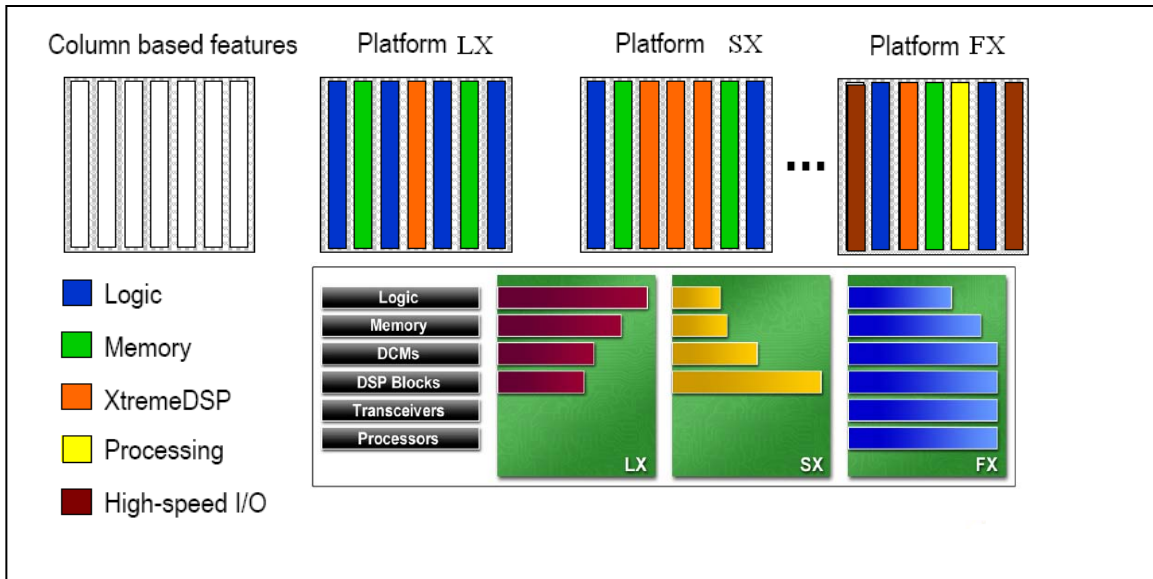 Column based features
Platform LX
Platform SX
Platform FX
...
Logic
Memory
XtremeDSP
Processing
High-speed I/O
Logic
Memory
DCMs
DSP Blocks
Transceivers
Processors
LX
SX
FX